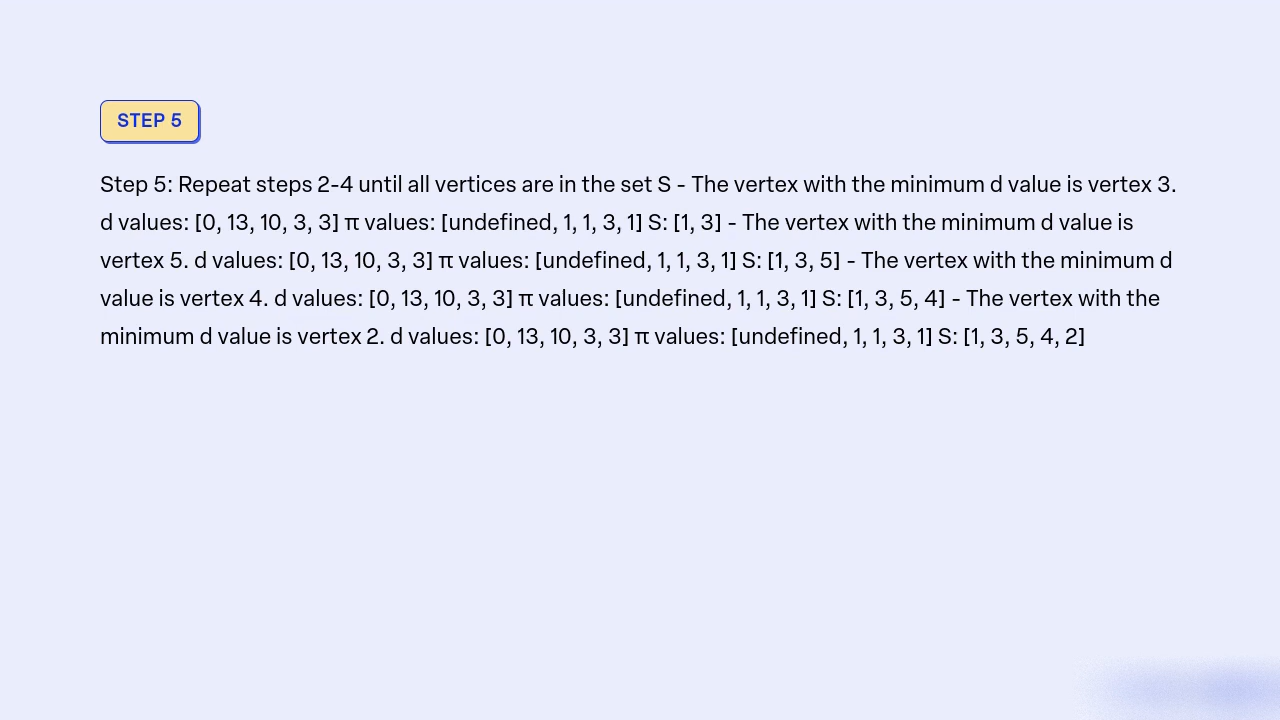 STEP 5
Step 5: Repeat steps 2-4 until all vertices are in the set S - The vertex with the minimum d value is vertex 3.
d values: [0, 13, 10, 3, 3] π values: [undefined, 1, 1, 3, 1] S: [1, 3] - The vertex with the minimum d value is
vertex 5. d values: [0, 13, 10, 3, 3] π values: [undefined, 1, 1, 3, 1] S: [1, 3, 5] - The vertex with the minimum d
value is vertex 4. d values: [0, 13, 10, 3, 3] π values: [undefined, 1, 1, 3, 1] S: [1, 3, 5, 4] - The vertex with the
minimum d value is vertex 2. d values: [0, 13, 10, 3, 3] π values: [undefined, 1, 1, 3, 1] S: [1, 3, 5, 4, 2]